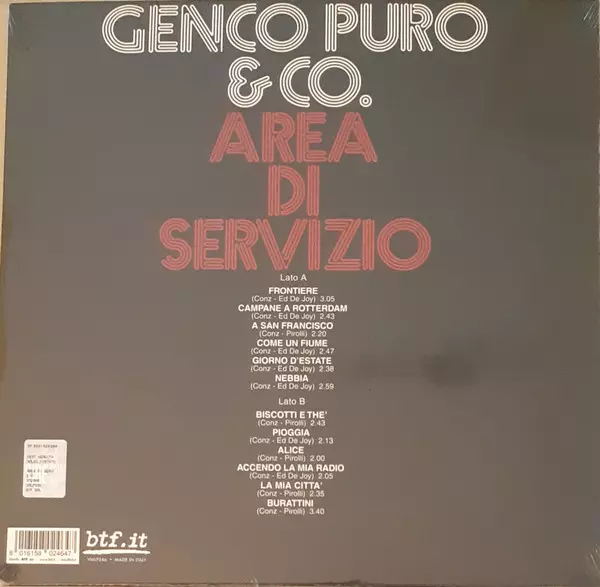 GENCO PURO
& CO.
AREA
DI
SERVIZIO
Lato A
FRONTIERE
(Conz - Ed De Joy) 3.05
CAMPANE A ROTTERDAM
(Conz - Ed De Joy) 2.43
A SAN FRANCISCO
(Conz - Pirolli) 2.20
COME UN FIUME
(Conz - Ed De Joy) 2.47
GIORNO D'ESTATE
(Conz - Ed De Joy) 2.38
NEBBIA
(Conz - Ed De Joy) 2.59
Lato B
BISCOTTI E THE'
(Conz - Pirolli) 2.43
PIOGGIA
(Conz - Ed De Joy) 2.13
ALICE
(Conz - Pirolli) 2.00
ACCENDO LA MIA RADIO
(Conz - Ed De Joy) 2.05
LA MIA CITTA'
(Conz - Pirolli) 2.35
BURATTINI
(Conz - Pirolli) 3.40
btf.it
MADE IN ITALY
8 016158 024647